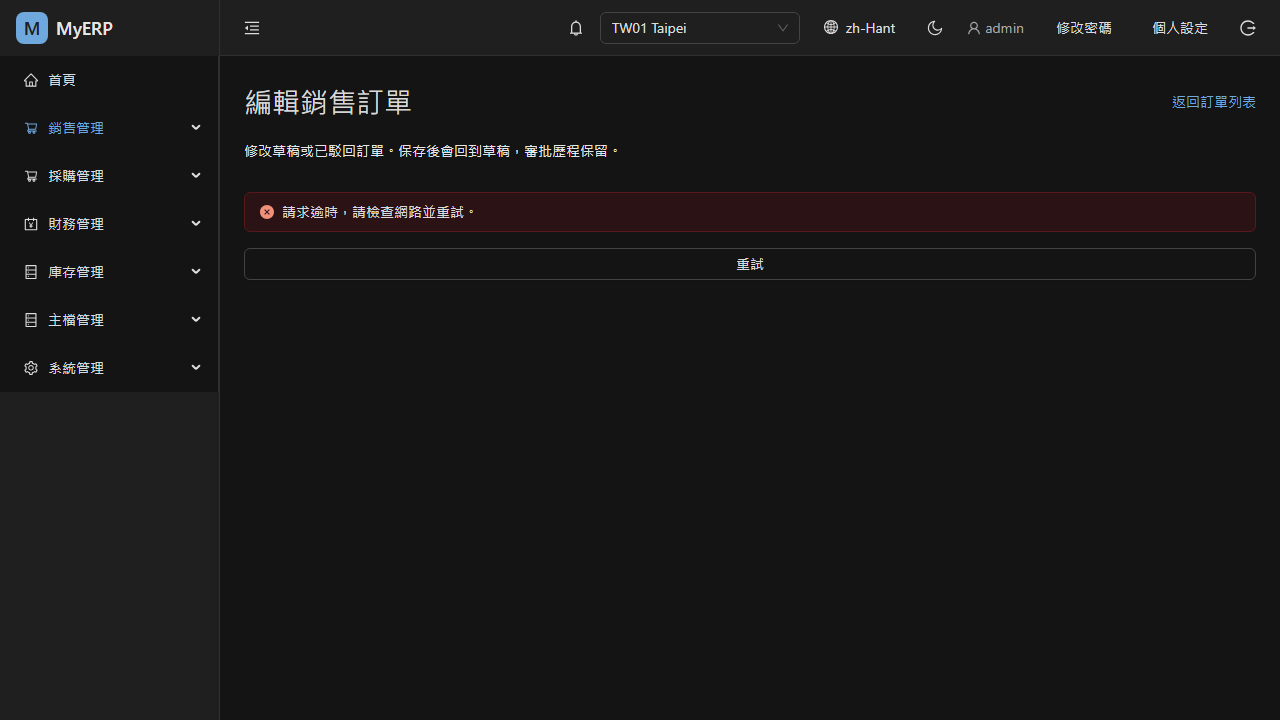 M MyERP
TW01 Taipei
zh-Hant
admin
修改密碼
個人設定
首頁
銷售管理
採購管理
財務管理
庫存管理
主檔管理
系統管理
編輯銷售訂單
返回訂單列表
修改草稿或已駁回訂單。保存後會回到草稿，審批歷程保留。
請求逾時，請檢查網路並重試。
重試